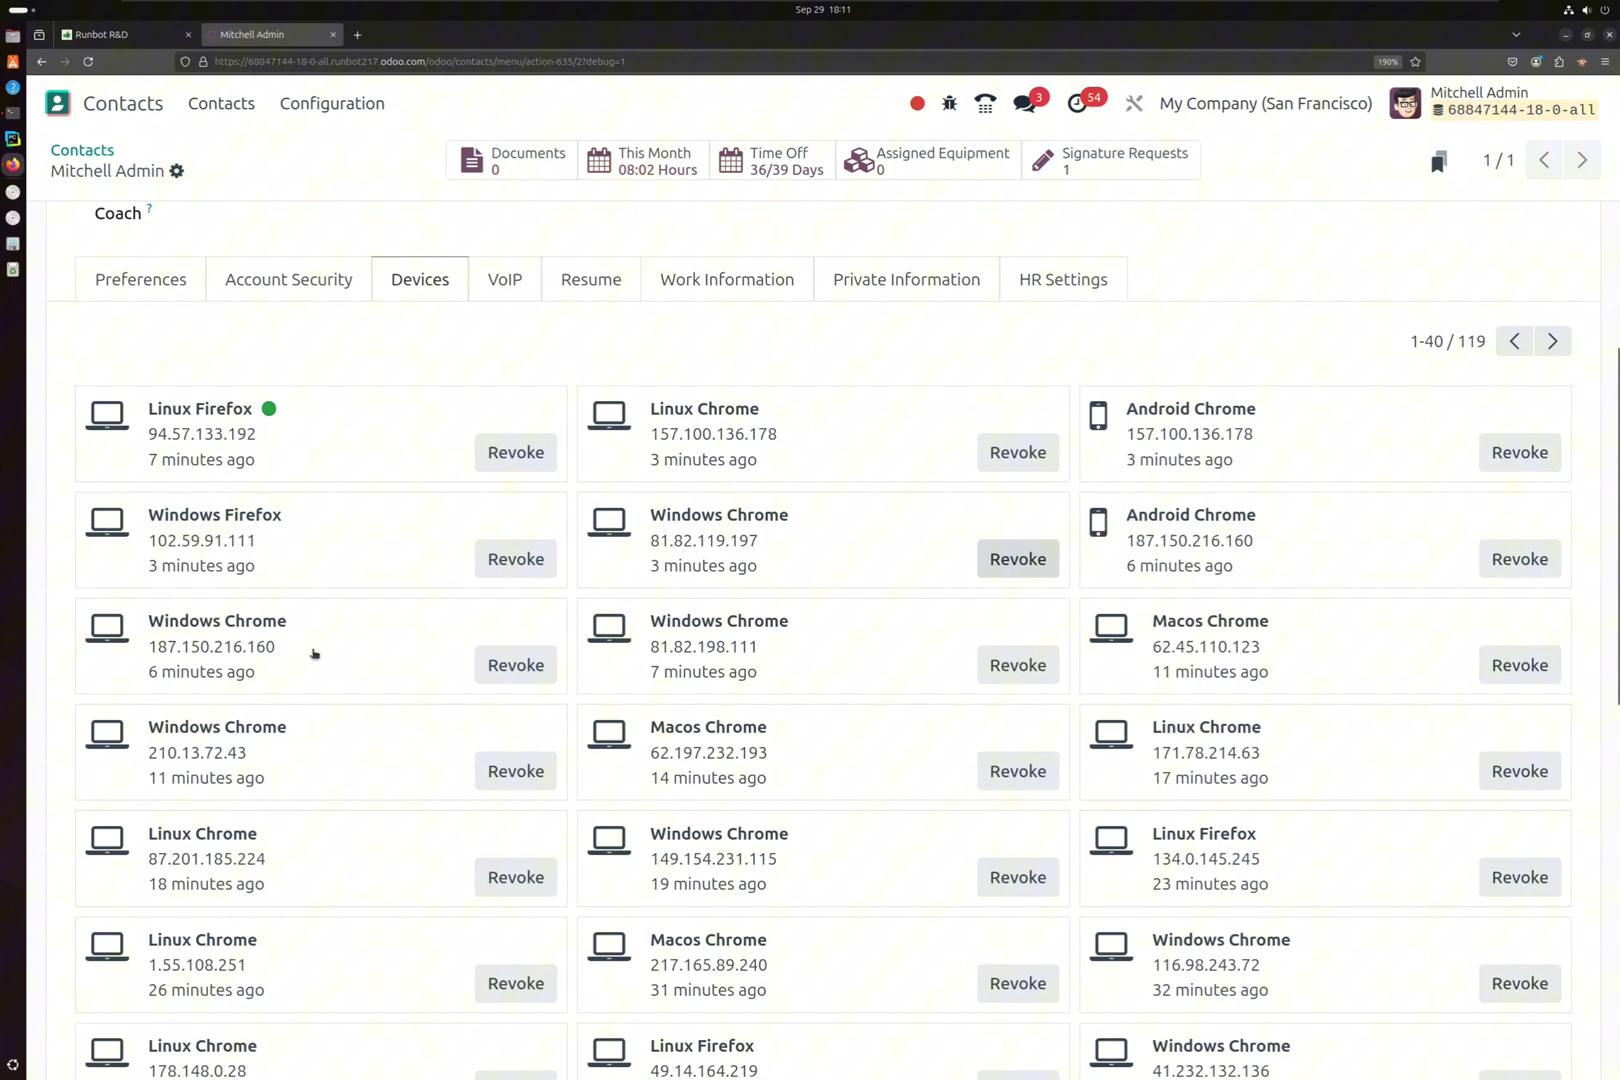 Sep 29 18:11
Runbot R&D
Mitchell Admin
https://68847144-18-0-all.runbot217.odoo.com/odoo/contacts/menu/action-635/2?debug=1
190%
Contacts
Contacts
Configuration
3
54
My Company (San Francisco)
Mitchell Admin
68847144-18-0-all
Contacts
Mitchell Admin
Documents
0
This Month
08:02 Hours
Time Off
36/39 Days
Assigned Equipment
0
Signature Requests
1
1 / 1
Coach ?
Preferences
Account Security
Devices
VoIP
Resume
Work Information
Private Information
HR Settings
1-40 / 119
Linux Firefox
94.57.133.192
7 minutes ago
Revoke
Linux Chrome
157.100.136.178
3 minutes ago
Revoke
Android Chrome
157.100.136.178
3 minutes ago
Revoke
Windows Firefox
102.59.91.111
3 minutes ago
Revoke
Windows Chrome
81.82.119.197
3 minutes ago
Revoke
Android Chrome
187.150.216.160
6 minutes ago
Revoke
Windows Chrome
187.150.216.160
6 minutes ago
Revoke
Windows Chrome
81.82.198.111
7 minutes ago
Revoke
Macos Chrome
62.45.110.123
11 minutes ago
Revoke
Windows Chrome
210.13.72.43
11 minutes ago
Revoke
Macos Chrome
62.197.232.193
14 minutes ago
Revoke
Linux Chrome
171.78.214.63
17 minutes ago
Revoke
Linux Chrome
87.201.185.224
18 minutes ago
Revoke
Windows Chrome
149.154.231.115
19 minutes ago
Revoke
Linux Firefox
134.0.145.245
23 minutes ago
Revoke
Linux Chrome
1.55.108.251
26 minutes ago
Revoke
Macos Chrome
217.165.89.240
31 minutes ago
Revoke
Windows Chrome
116.98.243.72
32 minutes ago
Revoke
Linux Chrome
178.148.0.28
Linux Firefox
49.14.164.219
Windows Chrome
41.232.132.136